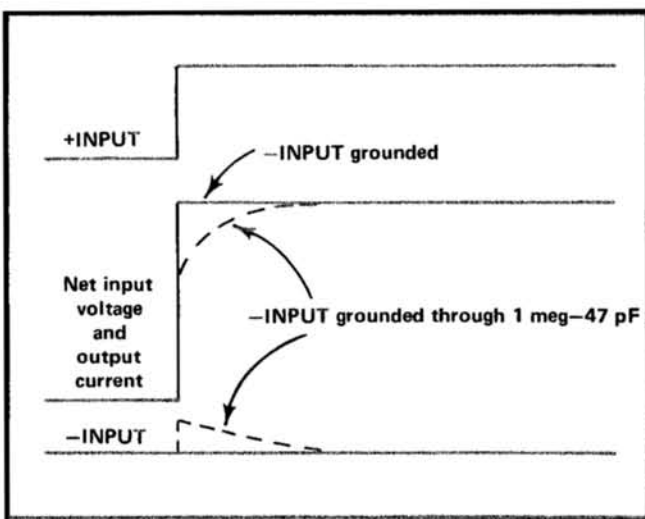 +INPUT
−INPUT grounded
Net input
voltage
and
output
current
−INPUT grounded through 1 meg–47 pF
−INPUT